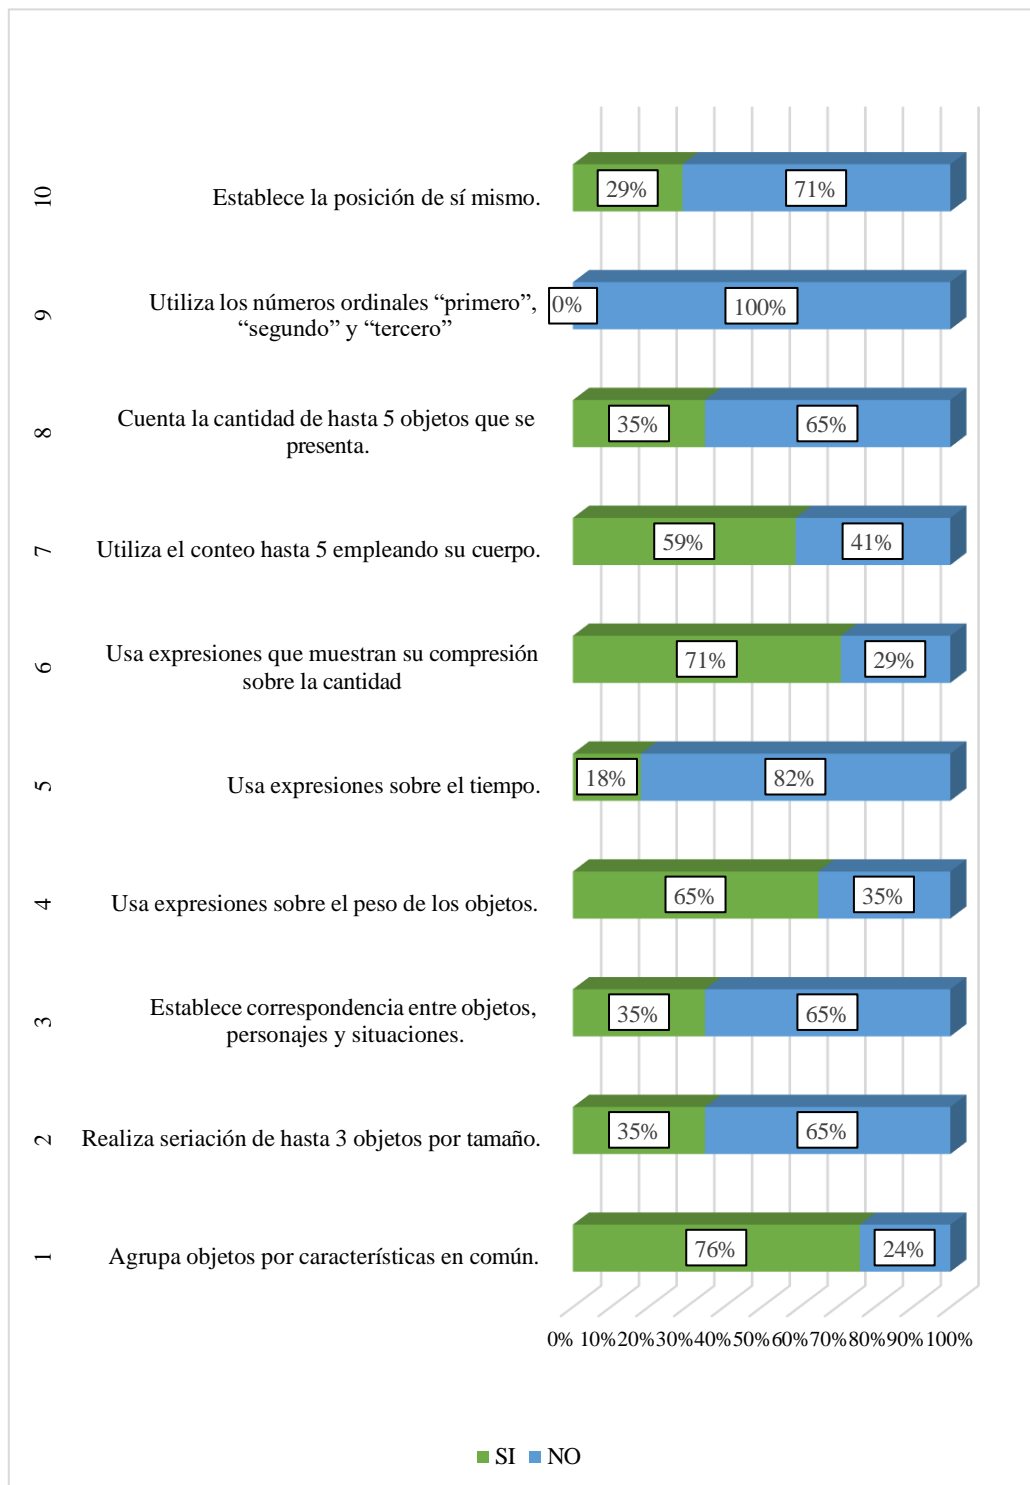 10
Establece la posición de sí mismo.
29%
71%
9
Utiliza los números ordinales “primero”,
“segundo” y “tercero”
0%
100%
8
Cuenta la cantidad de hasta 5 objetos que se
presenta.
35%
65%
7
Utiliza el conteo hasta 5 empleando su cuerpo.
59%
41%
6
Usa expresiones que muestran su compresión
sobre la cantidad
71%
29%
5
Usa expresiones sobre el tiempo.
18%
82%
4
Usa expresiones sobre el peso de los objetos.
65%
35%
3
Establece correspondencia entre objetos,
personajes y situaciones.
35%
65%
2
Realiza seriación de hasta 3 objetos por tamaño.
35%
65%
1
Agrupa objetos por características en común.
76%
24%
0% 10% 20% 30% 40% 50% 60% 70% 80% 90% 100%
SI NO